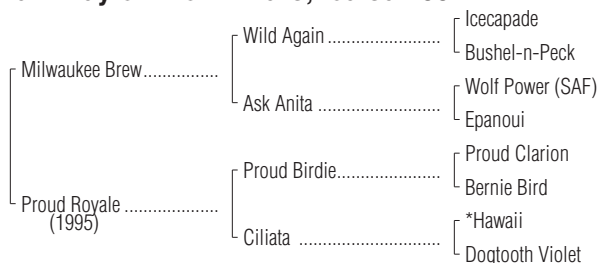 Icecapade
Wild Again
Bushel-n-Peck
Milwaukee Brew
Wolf Power (SAF)
Ask Anita
Epanoui
Proud Clarion
Proud Birdie
Bernie Bird
Proud Royale
(1995)
*Hawaii
Ciliata
Dogtooth Violet